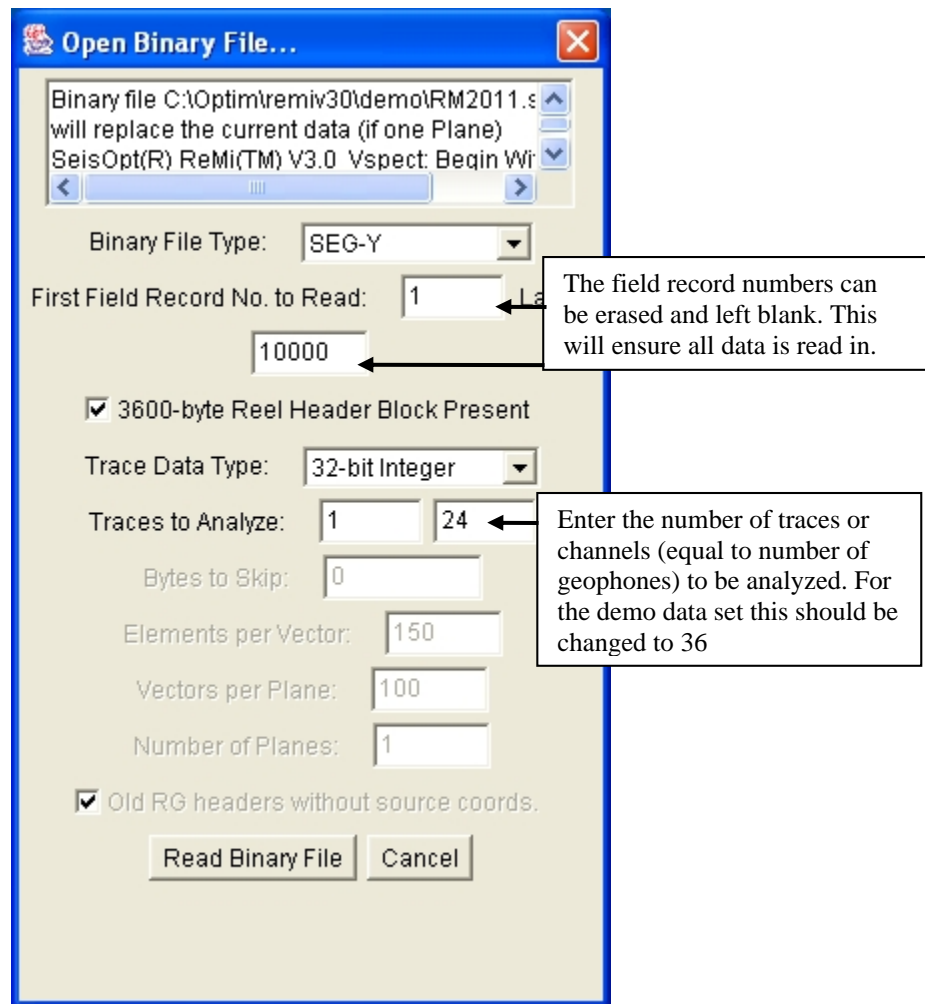 Open Binary File...
Binary file C:\Optim\remiv30\demo\RM2011.s
will replace the current data (if one Plane)
SeisOpt(R) ReMi(TM) V3.0 Vspect: Begin Wi
Binary File Type: SEG-Y
First Field Record No. to Read: 1 La
10000
The field record numbers can
be erased and left blank. This
will ensure all data is read in.
3600-byte Reel Header Block Present
Trace Data Type: 32-bit Integer
Traces to Analyze: 1 24
Enter the number of traces or
channels (equal to number of
geophones) to be analyzed. For
the demo data set this should be
changed to 36
Bytes to Skip: 0
Elements per Vector: 150
Vectors per Plane: 100
Number of Planes: 1
Old RG headers without source coords.
Read Binary File Cancel